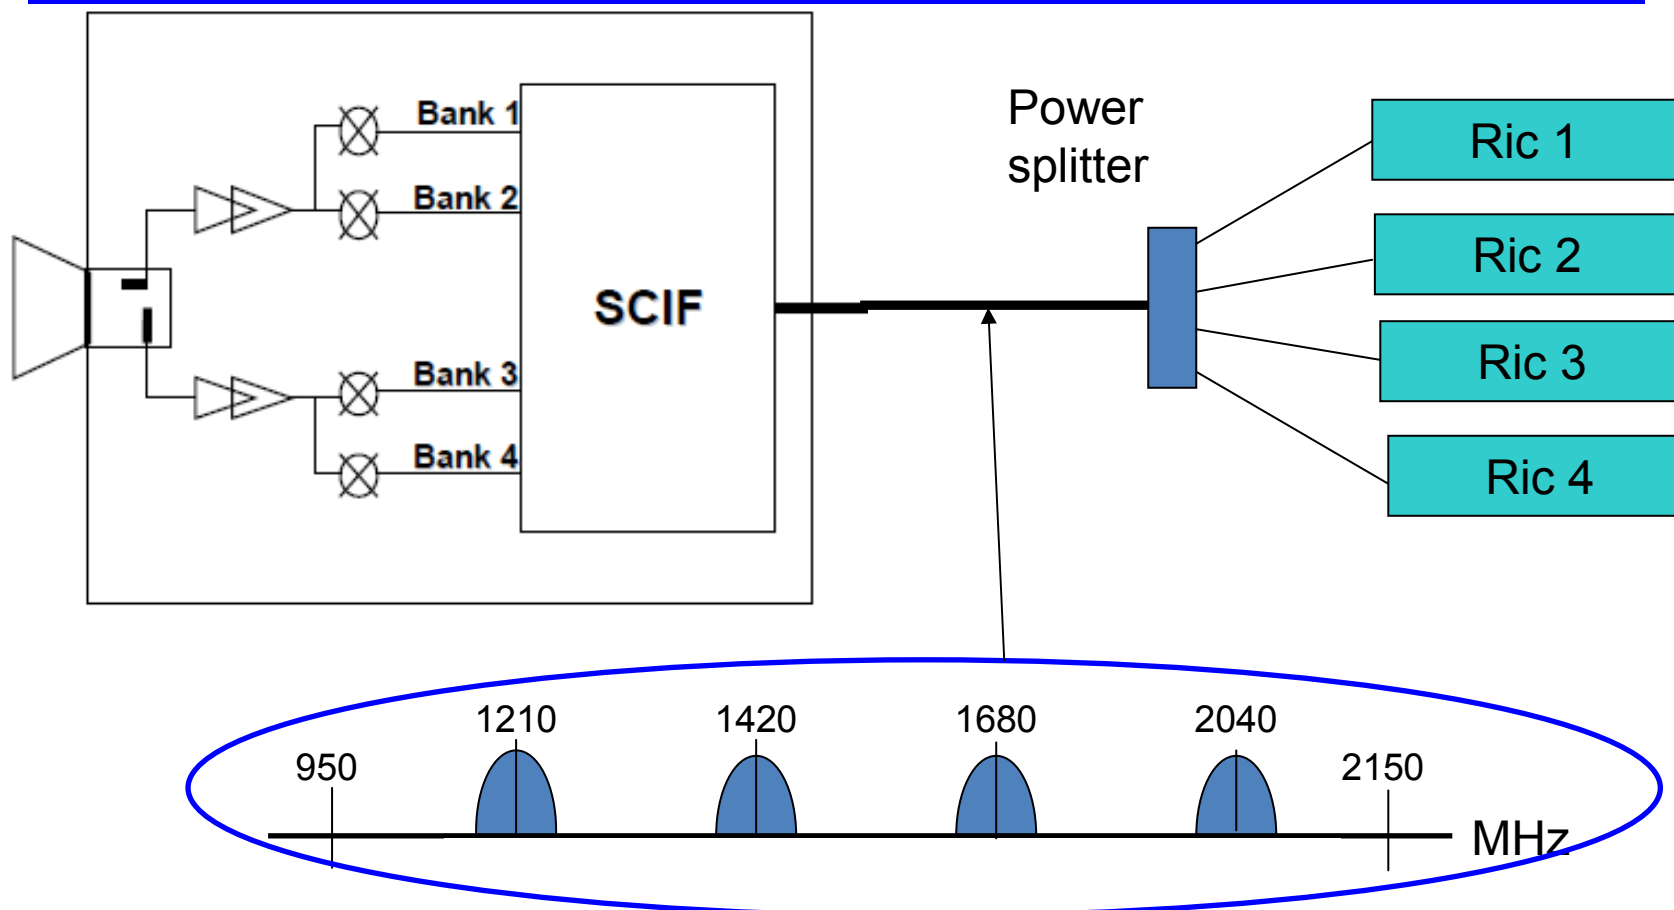 Bank 1
Bank 2
Bank 3
Bank 4
SCIF
Power
splitter
Ric 1
Ric 2
Ric 3
Ric 4
1210
1420
1680
2040
950
2150
MHz